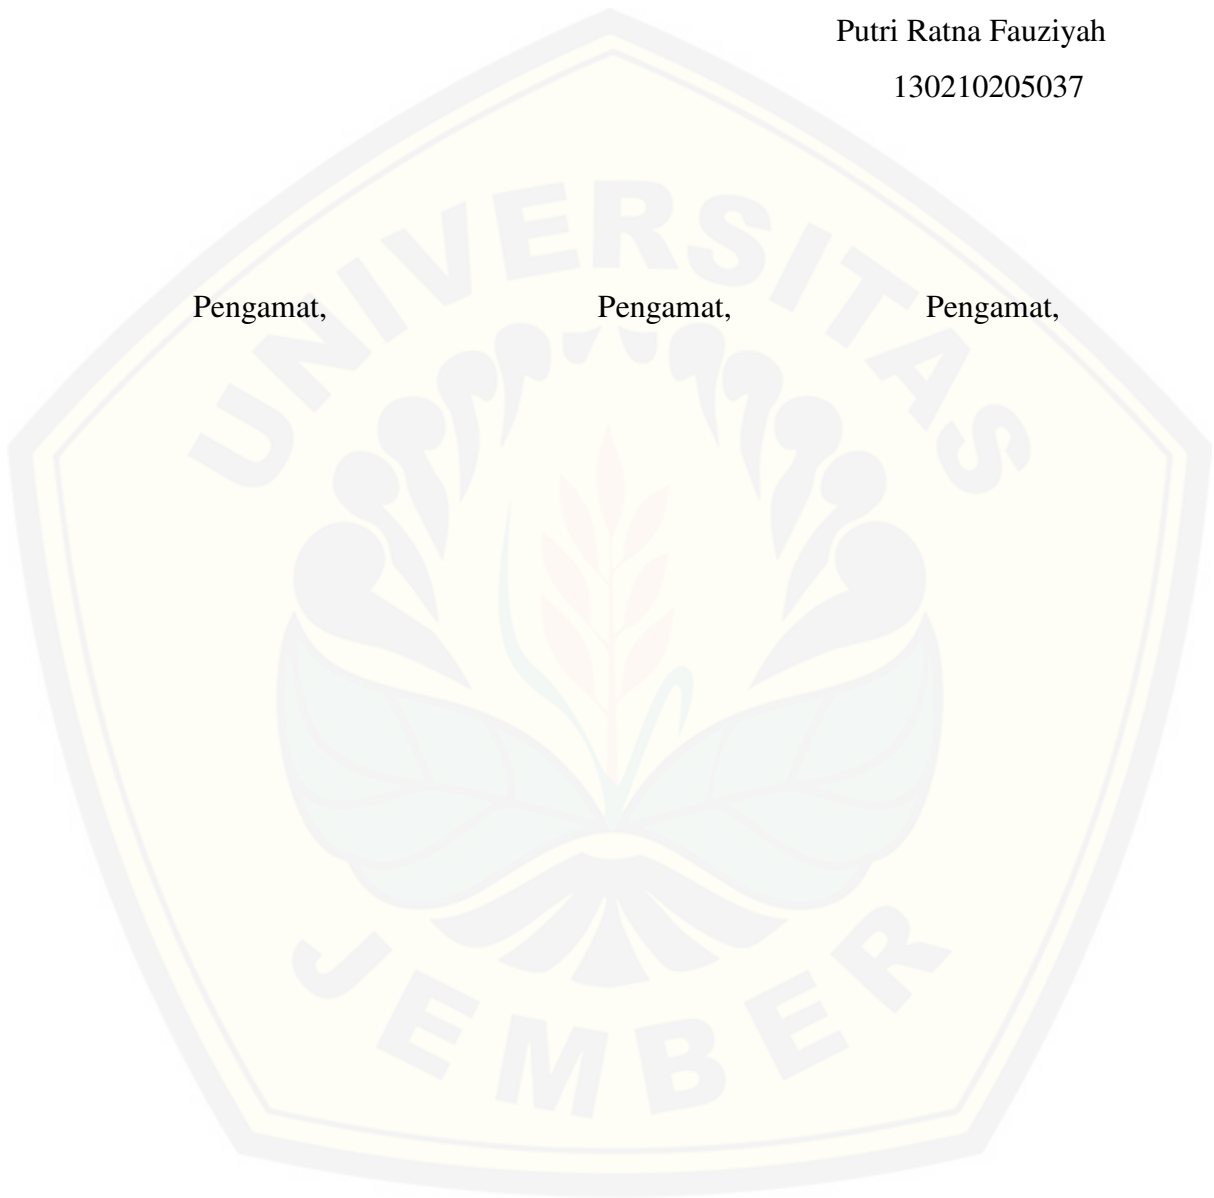 Putri Ratna Fauziyah
130210205037
Pengamat, Pengamat, Pengamat,
UNIVERSITAS
JEMBER